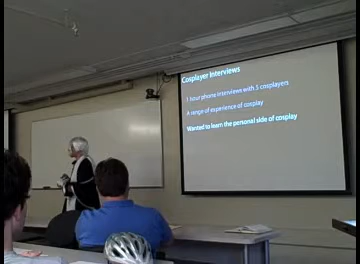 Cosplayer Interviews
1 hour phone interviews with 5 cosplayers
A range of experience of cosplay
Wanted to learn the personal side of cosplay